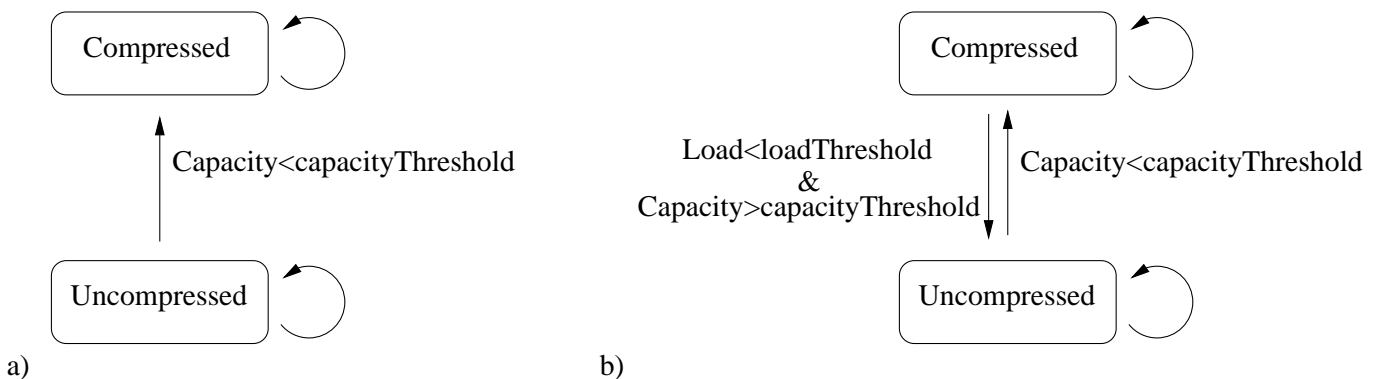 Compressed
Capacity<capacityThreshold
Uncompressed
a)
Compressed
Load<loadThreshold
&
Capacity>capacityThreshold
Capacity<capacityThreshold
Uncompressed
b)